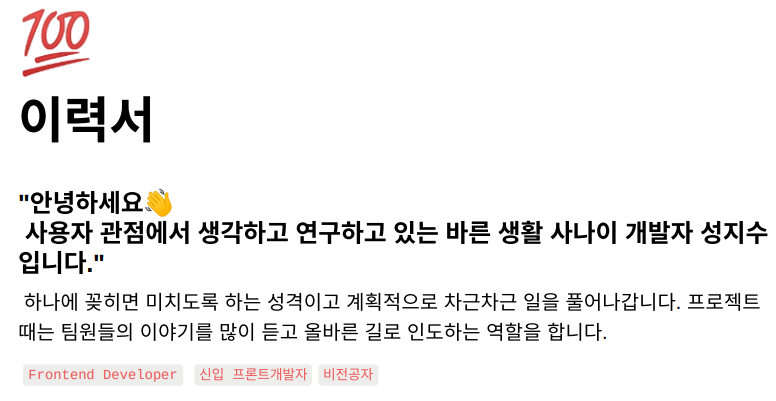 이력서
"안녕하세요👋
사용자 관점에서 생각하고 연구하고 있는 바른 생활 사나이 개발자 성지수
입니다."
하나에 꽂히면 미치도록 하는 성격이고 계획적으로 차근차근 일을 풀어나갑니다. 프로젝트
때는 팀원들의 이야기를 많이 듣고 올바른 길로 인도하는 역할을 합니다.
Frontend Developer 신입 프론트개발자 비전공자